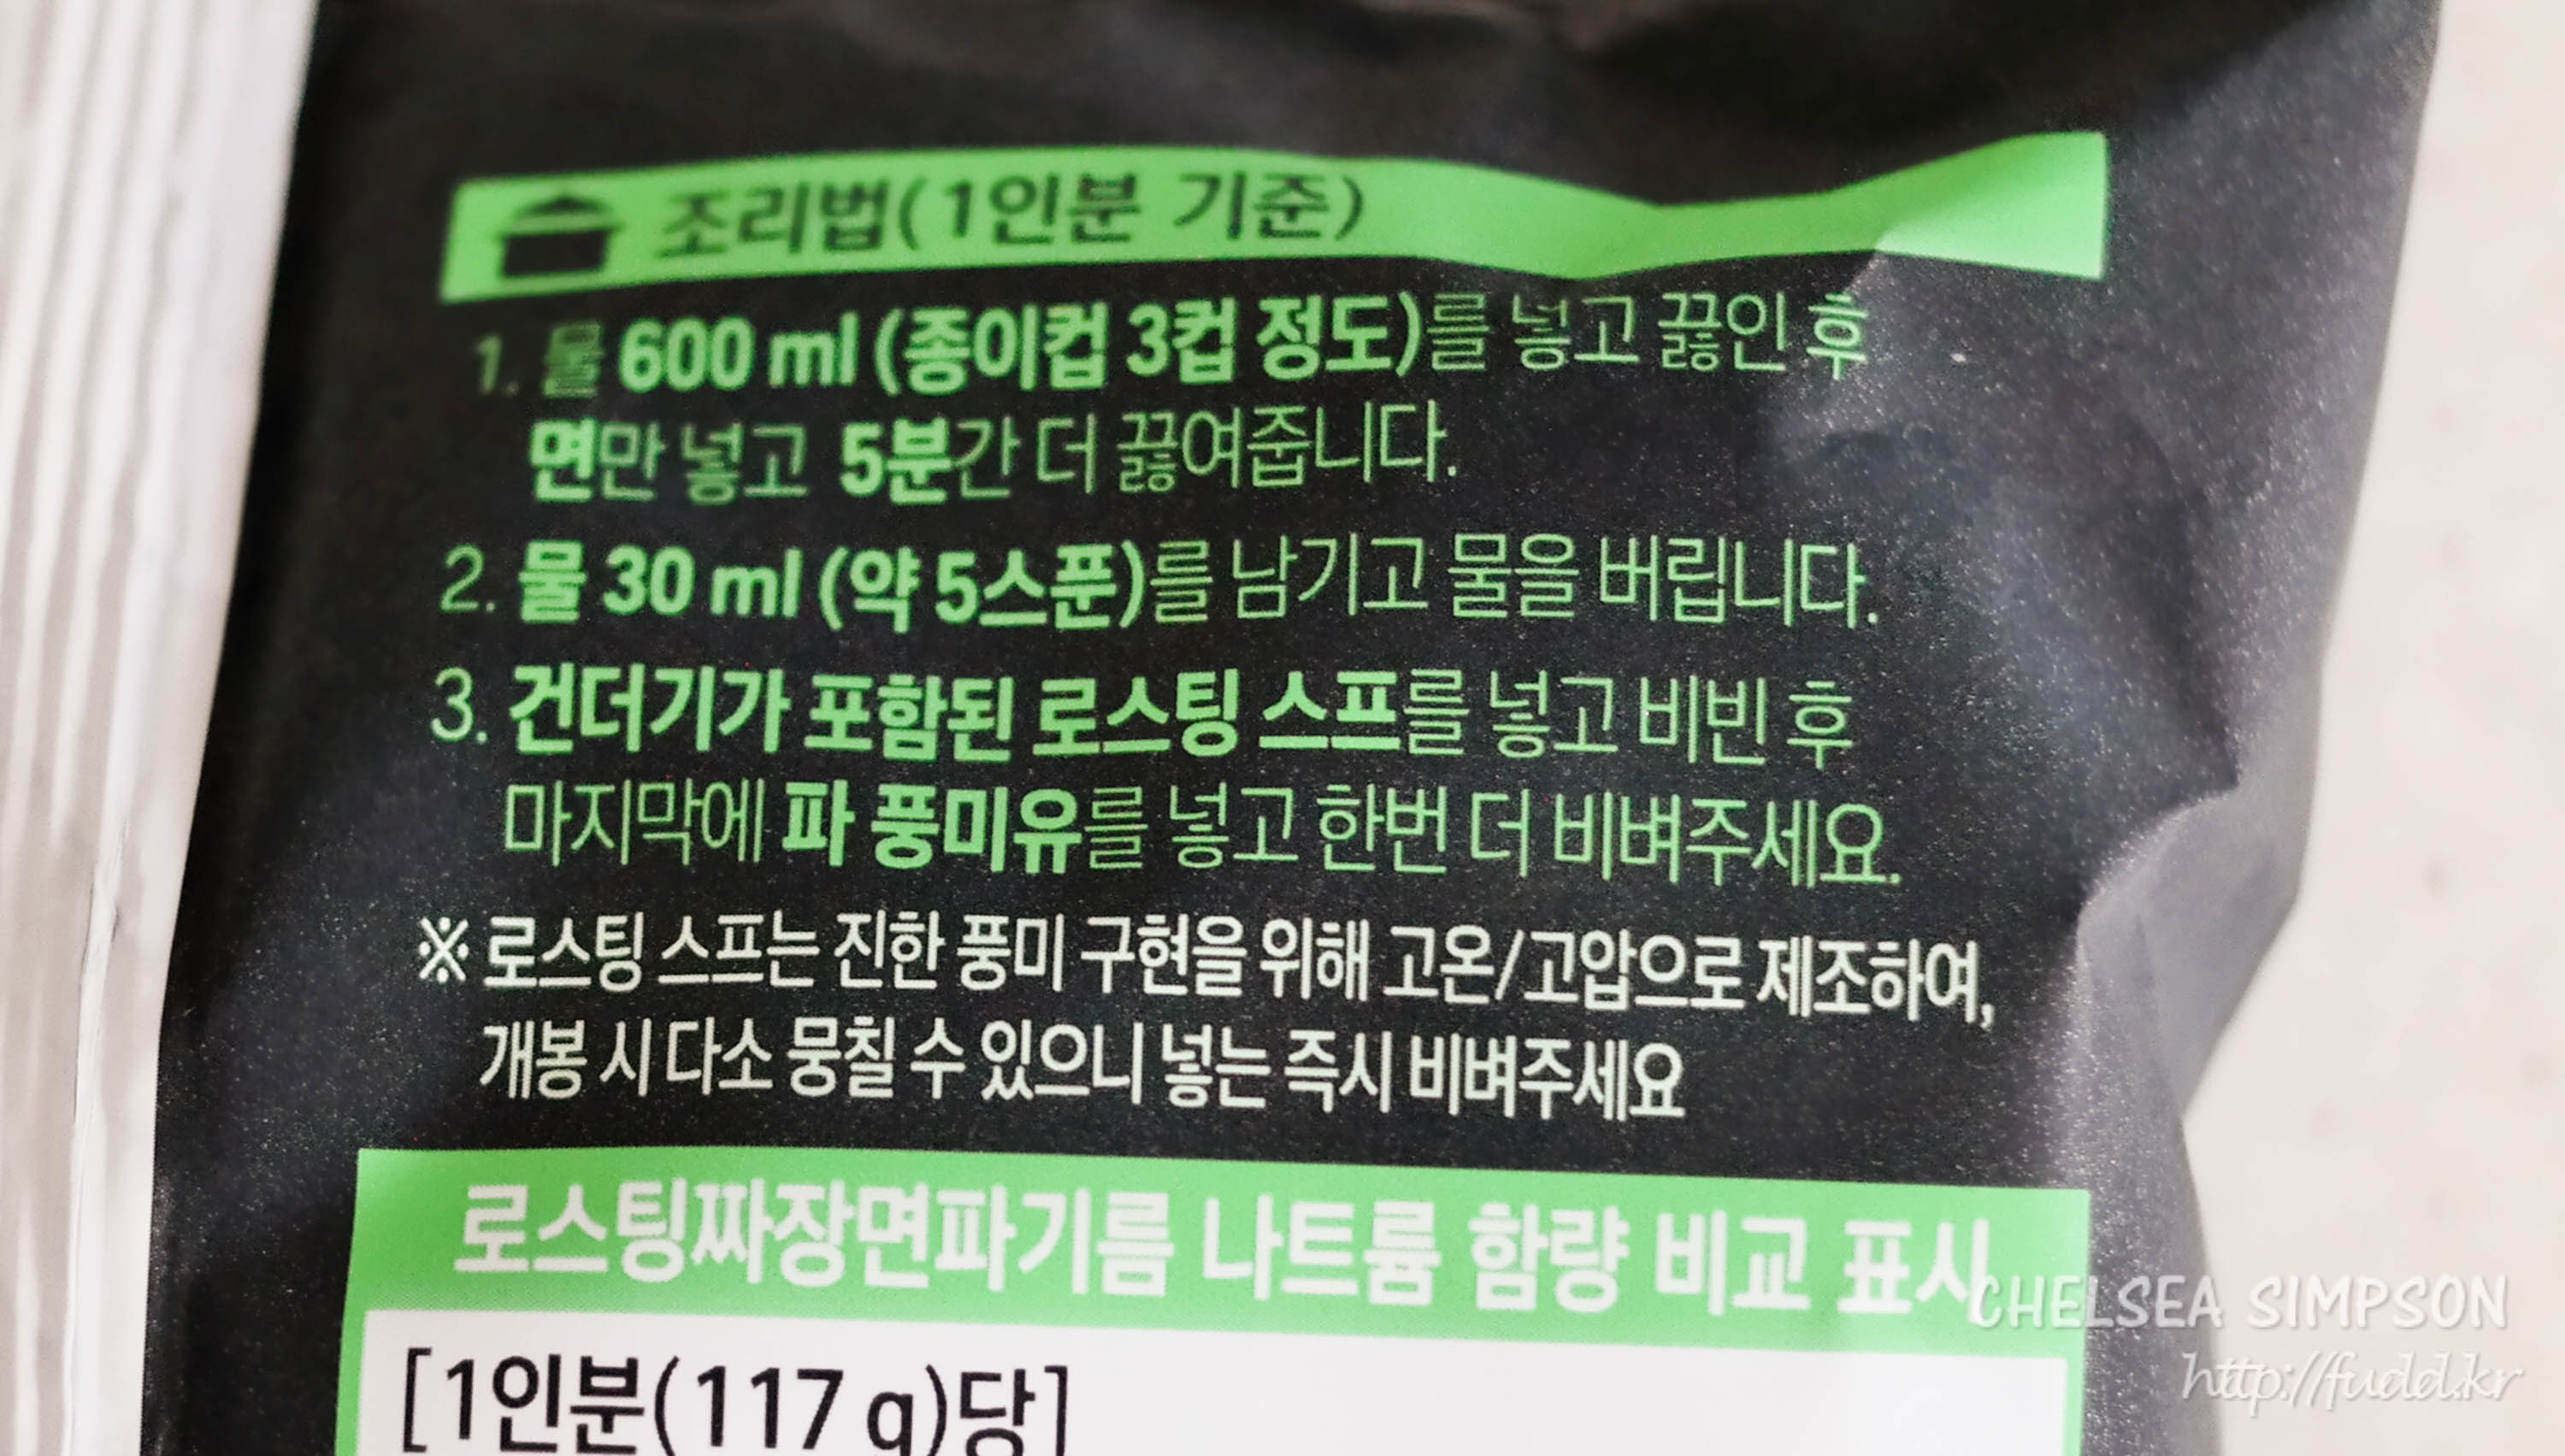 조리법(1인분 기준)
1. 물 600 ml (종이컵 3컵 정도)를 넣고 끓인 후
면만 넣고 5분간 더 끓여줍니다.
2. 물 30 ml (약 5스푼)를 남기고 물을 버립니다.
3. 건더기가 포함된 로스팅 스프를 넣고 비빈 후
마지막에 파 풍미유를 넣고 한번 더 비벼주세요.
※ 로스팅 스프는 진한 풍미 구현을 위해 고온/고압으로 제조하여,
개봉 시 다소 뭉칠 수 있으니 넣는 즉시 비벼주세요
로스팅짜장면파기름 나트륨 함량 비교 표시
[1인분(117 g)당]
CHELSEA SIMPSON
http://fudd.kr